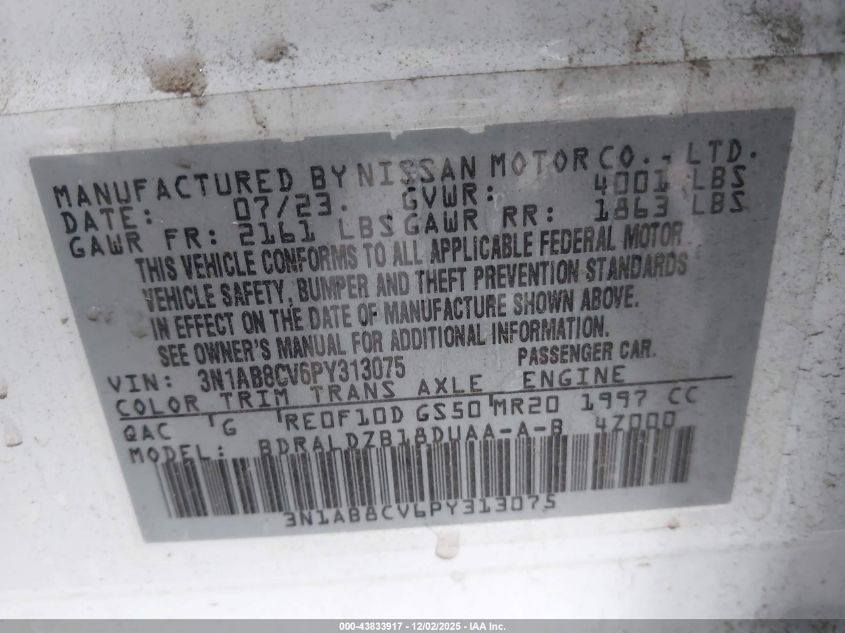 MANUFACTURED BY NISSAN MOTOR CO., LTD.
DATE: 07/23. GVWR: 4001 LBS
GAWR FR: 2161 LBS GAWR RR: 1863 LBS
THIS VEHICLE CONFORMS TO ALL APPLICABLE FEDERAL MOTOR
VEHICLE SAFETY, BUMPER AND THEFT PREVENTION STANDARDS
IN EFFECT ON THE DATE OF MANUFACTURE SHOWN ABOVE.
SEE OWNER'S MANUAL FOR ADDITIONAL INFORMATION.
VIN: 3N1AB8CV6PY313075 PASSENGER CAR.
COLOR TRIM TRANS AXLE ENGINE
QAC G RE0F10D GS50 MR20 1997 CC
MODEL: BDRALDZB18DUAA-A-B 4Z000
3N1AB8CV6PY313075
000-43833917 - 12/02/2025 - IAA Inc.